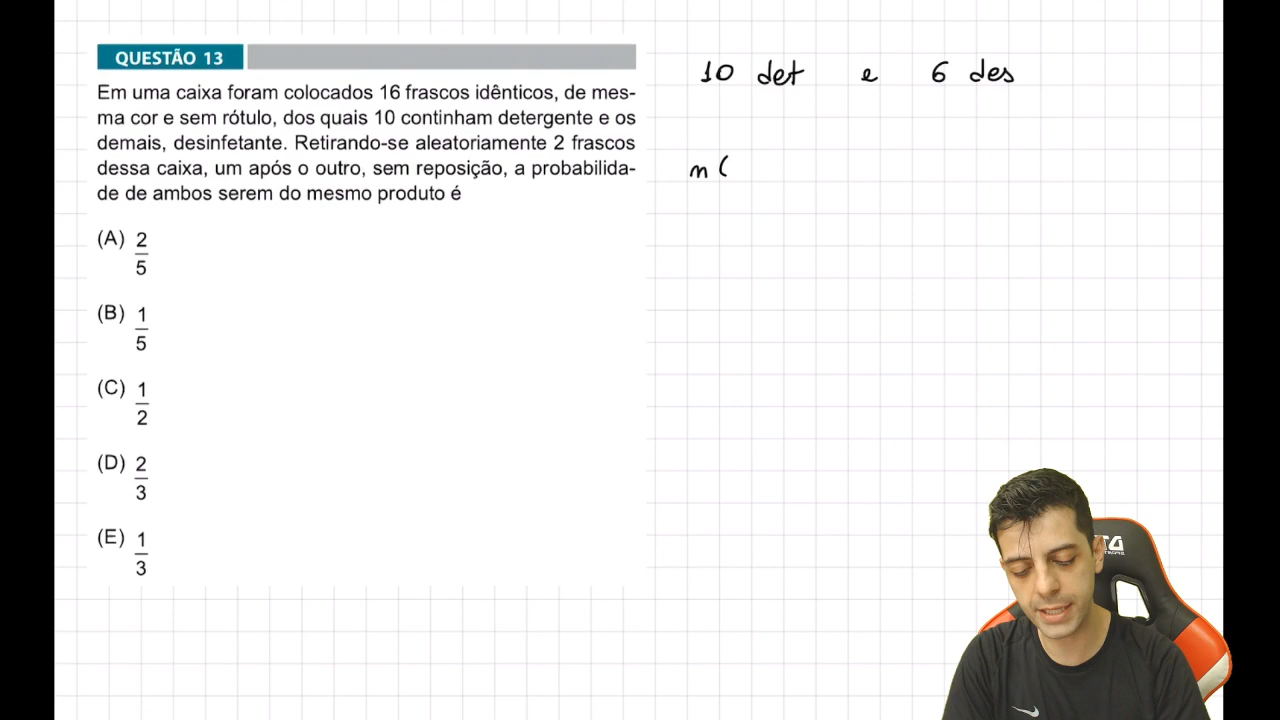 QUESTÃO 13
Em uma caixa foram colocados 16 frascos idênticos, de mes-
ma cor e sem rótulo, dos quais 10 continham detergente e os
demais, desinfetante. Retirando-se aleatoriamente 2 frascos
dessa caixa, um após o outro, sem reposição, a probabilida-
de de ambos serem do mesmo produto é
(A) 2/5
(B) 1/5
(C) 1/2
(D) 2/3
(E) 1/3
10 det e 6 des
n (